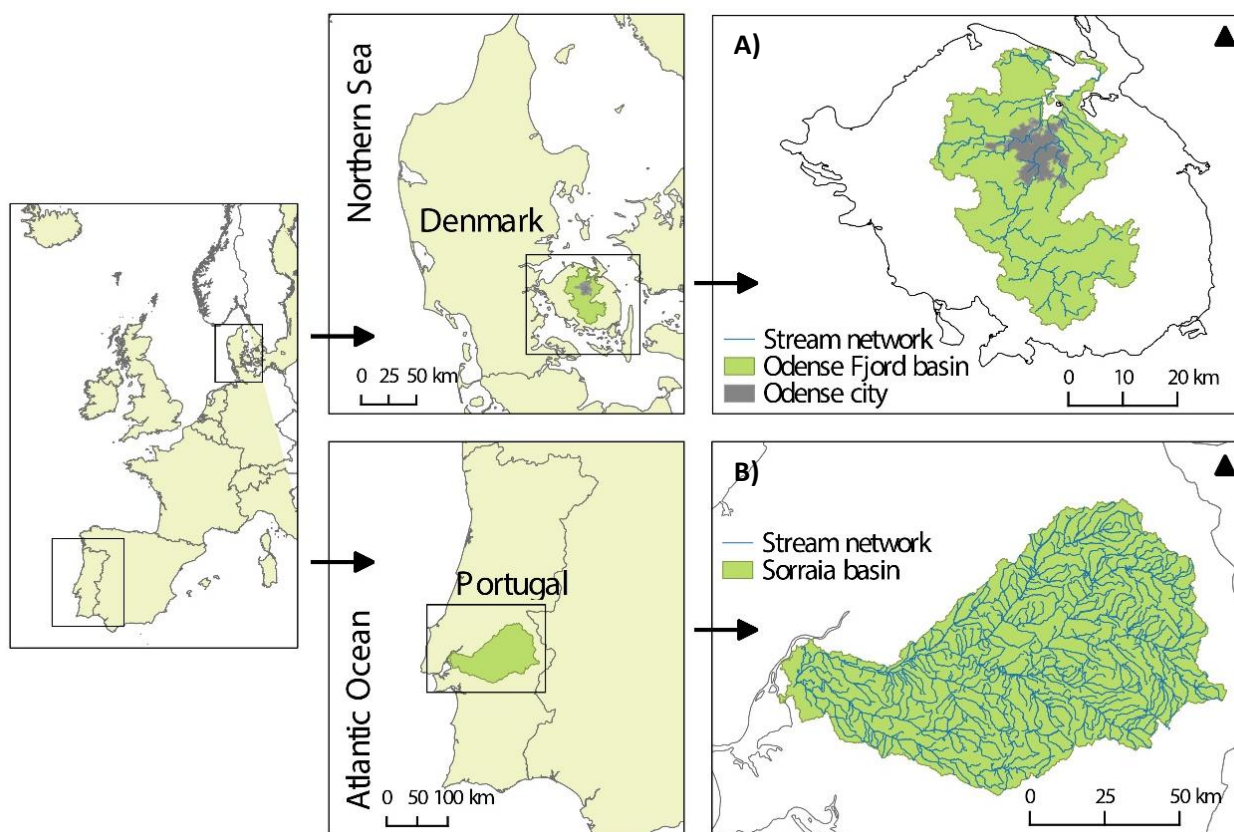 Northern Sea
Denmark
0 25 50 km
A)
Stream network
Odense Fjord basin
Odense city
0 10 20 km
Atlantic Ocean
Portugal
0 50 100 km
B)
Stream network
Sorraia basin
0 25 50 km